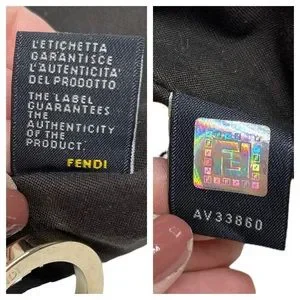 L'ETICHETTA
GARANTISCE
L'AUTENTICITA'
DEL PRODOTTO.
THE LABEL
GUARANTEES
THE
AUTHENTICITY
OF THE
PRODUCT.
FENDI
AV33860